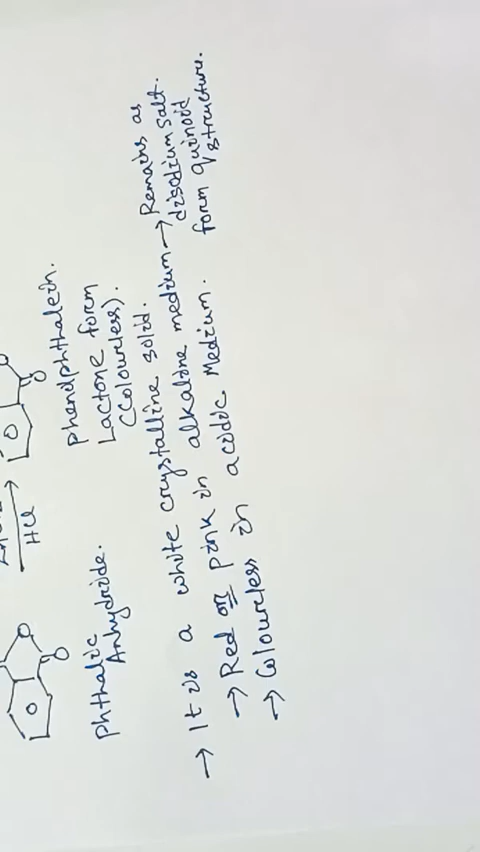 HCl
O
O
O
O
O
Phthalic
Anhydride.
Phenolphthalein.
Lactone form
(Colourless).
→ It is a white crystalline solid.
→ Red or pink in alkaline medium → Remains as
disodium salt.
form quinoid
structure.
→ Colourless in acidic Medium.